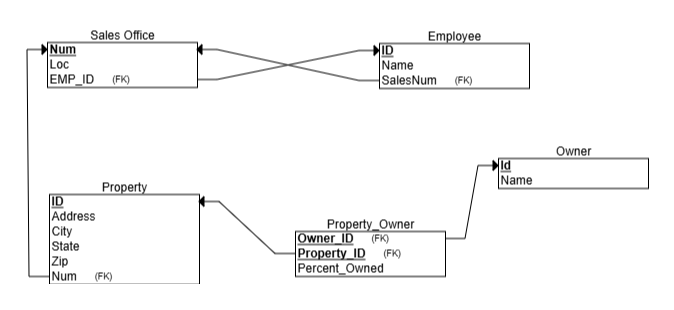 Sales Office
Num
Loc
EMP_ID (FK)
Employee
ID
Name
SalesNum (FK)
Owner
Id
Name
Property
ID
Address
City
State
Zip
Num (FK)
Property_Owner
Owner_ID (FK)
Property_ID (FK)
Percent_Owned